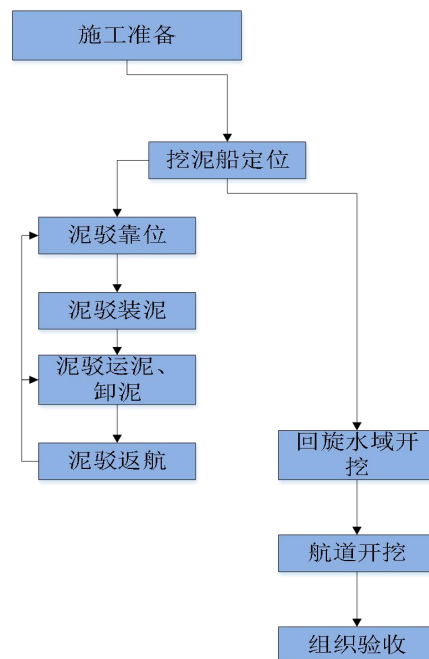 施工准备
挖泥船定位
泥驳靠位
泥驳装泥
泥驳运泥、
卸泥
泥驳返航
回旋水域开
挖
航道开挖
组织验收